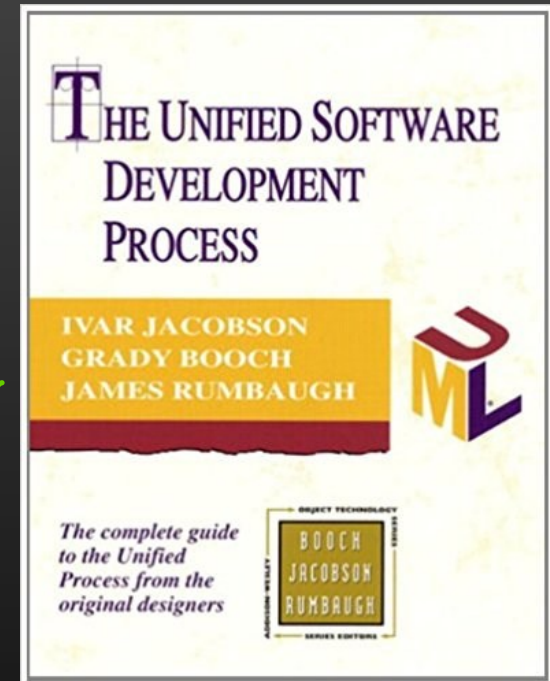 THE UNIFIED SOFTWARE
DEVELOPMENT
PROCESS
IVAR JACOBSON
GRADY BOOCH
JAMES RUMBAUGH
UML
The complete guide
to the Unified
Process from the
original designers
OBJECT TECHNOLOGY
SERIES
ADDISON-WESLEY
BOOCH
JACOBSON
RUMBAUGH
SERIES EDITORS